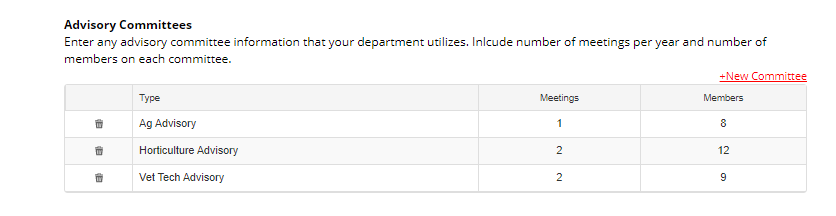 Advisory Committees
Enter any advisory committee information that your department utilizes. Inlcude number of meetings per year and number of
members on each committee.
+New Committee
Type Meetings Members
Ag Advisory 1 8
Horticulture Advisory 2 12
Vet Tech Advisory 2 9